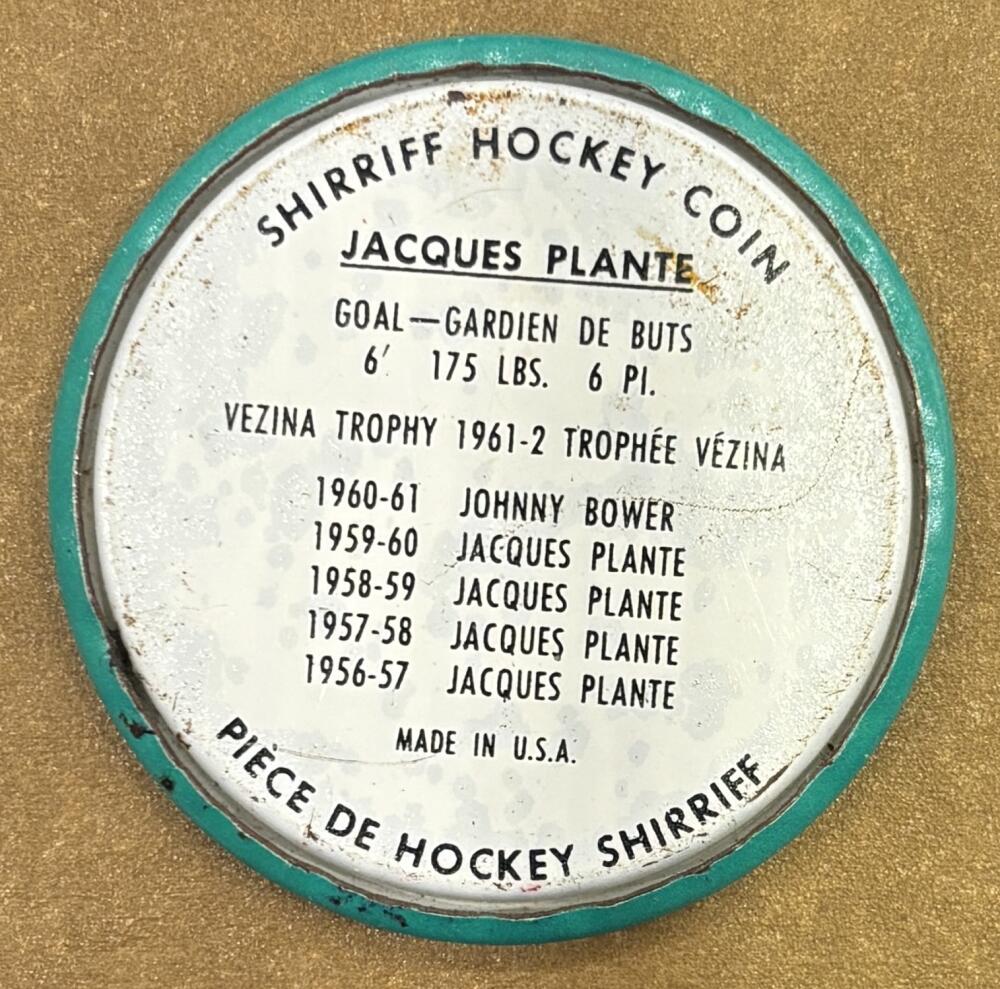 SHIRRIFF HOCKEY COIN
JACQUES PLANTE
GOAL—GARDIEN DE BUTS
6' 175 LBS. 6 PI.
VEZINA TROPHY 1961-2 TROPHÉE VÉZINA
1960-61 JOHNNY BOWER
1959-60 JACQUES PLANTE
1958-59 JACQUES PLANTE
1957-58 JACQUES PLANTE
1956-57 JACQUES PLANTE
MADE IN U.S.A.
PIÈCE DE HOCKEY SHIRRIFF